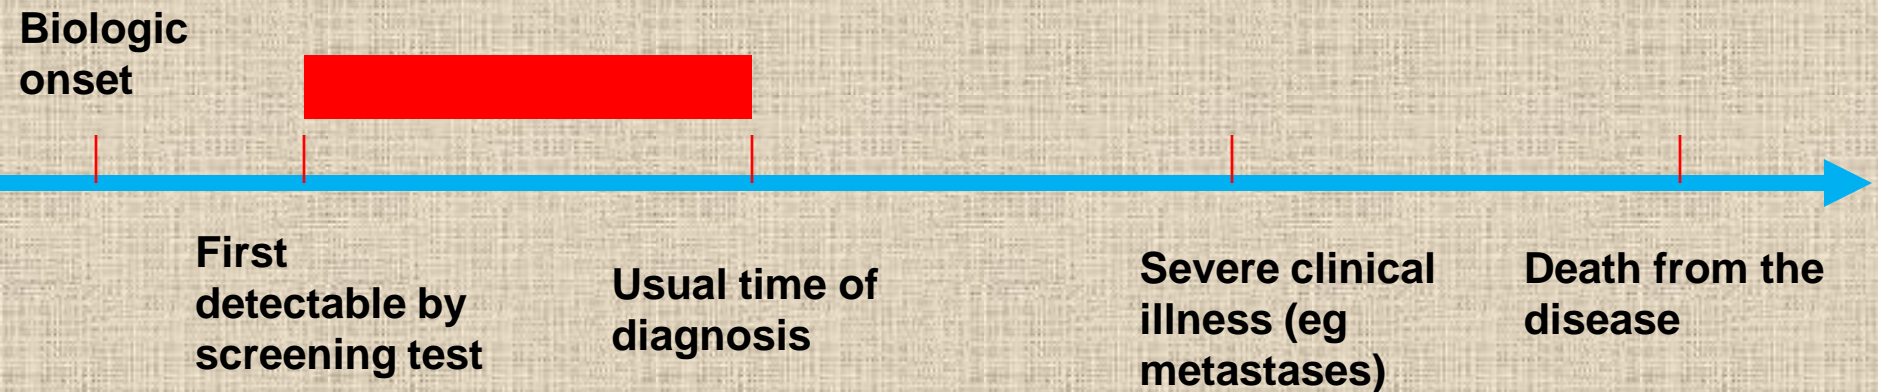 Biologic
onset
First
detectable by
screening test
Usual time of
diagnosis
Severe clinical
illness (eg
metastases)
Death from the
disease